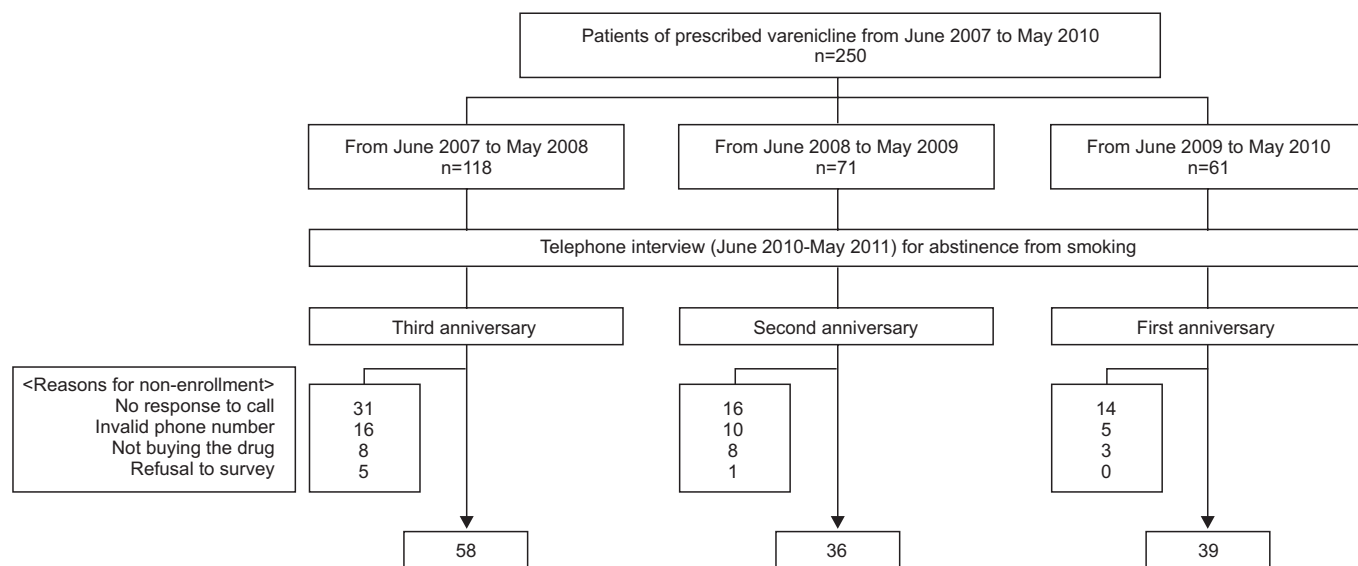 Patients of prescribed varenicline from June 2007 to May 2010
n=250
From June 2007 to May 2008
n=118
From June 2008 to May 2009
n=71
From June 2009 to May 2010
n=61
Telephone interview (June 2010-May 2011) for abstinence from smoking
Third anniversary
Second anniversary
First anniversary
<Reasons for non-enrollment>
No response to call
Invalid phone number
Not buying the drug
Refusal to survey
31
16
8
5
16
10
8
1
14
5
3
0
58
36
39